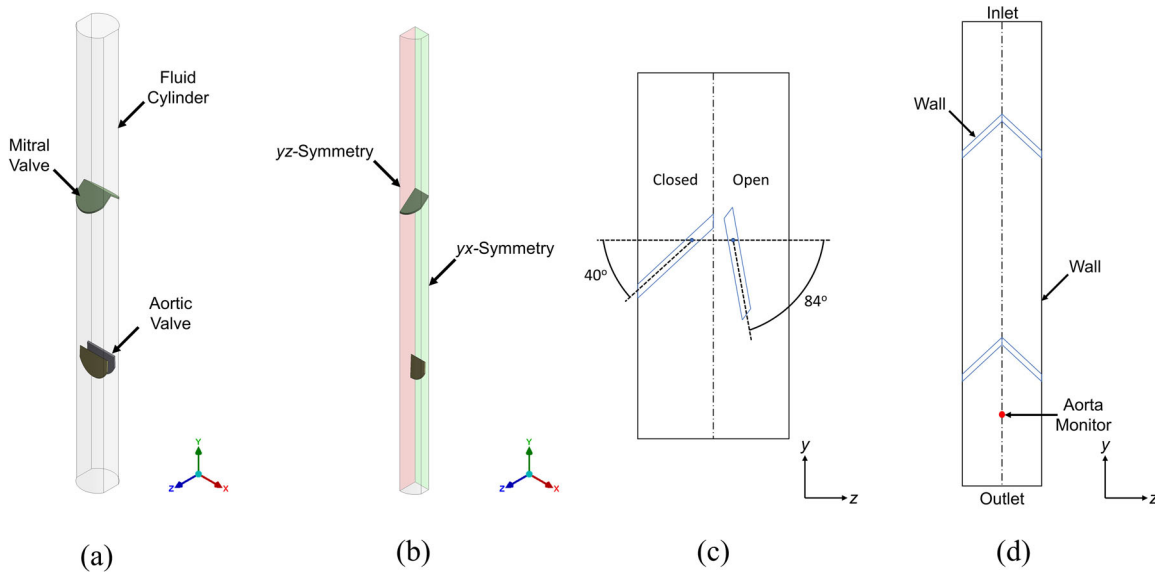 Fluid
Cylinder
Mitral
Valve
Aortic
Valve
Y
Z
X
(a)
yz-Symmetry
yx-Symmetry
Y
Z
X
(b)
Closed
Open
40°
84°
y
z
(c)
Inlet
Wall
Wall
Aorta
Monitor
Outlet
y
z
(d)